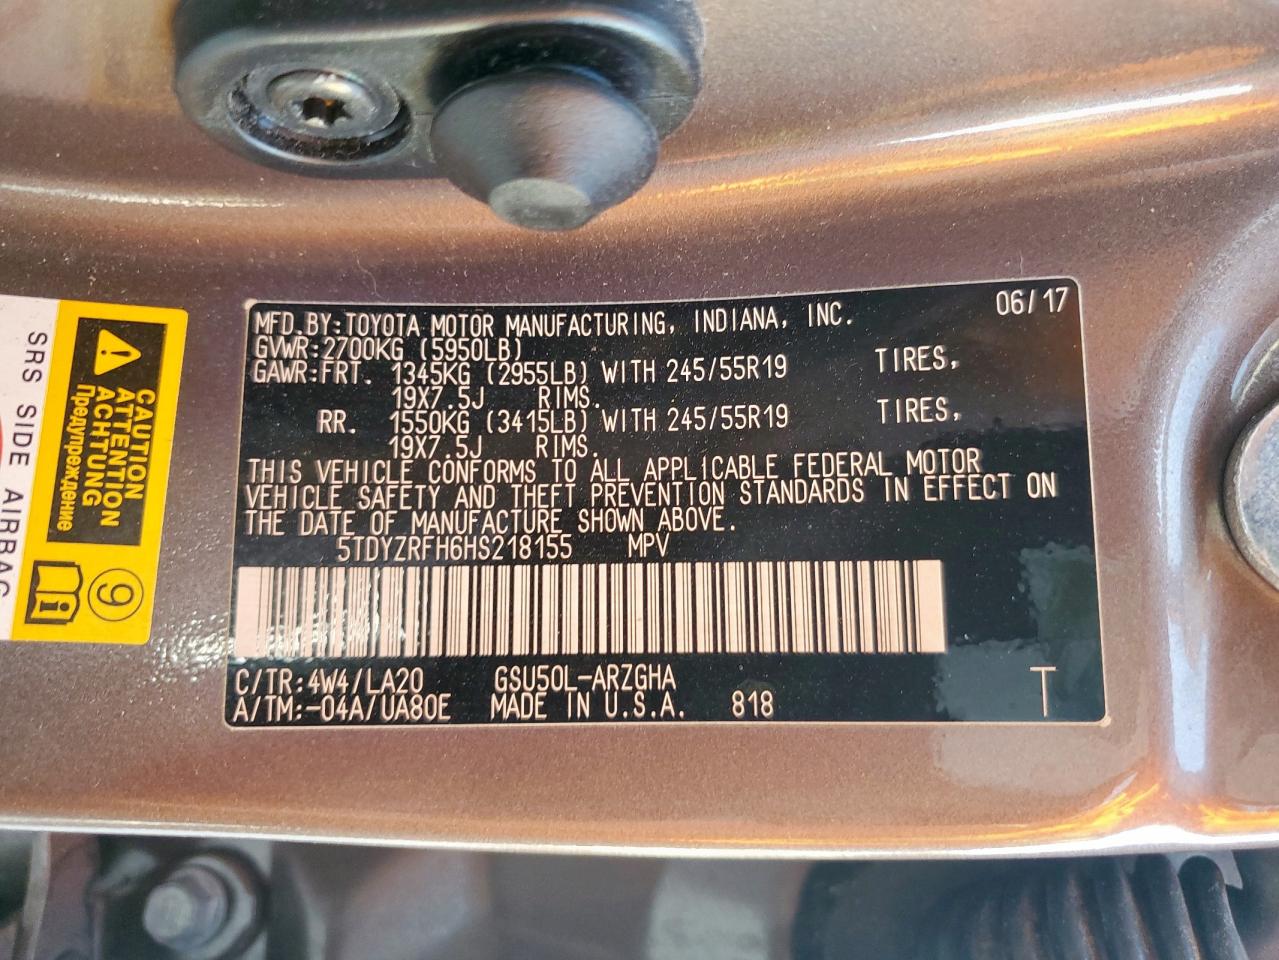 MFD.BY:TOYOTA MOTOR MANUFACTURING, INDIANA, INC. 06/17
GVWR:2700KG (5950LB)
GAWR:FRT. 1345KG (2955LB) WITH 245/55R19 TIRES,
19X7.5J RIMS.
RR. 1550KG (3415LB) WITH 245/55R19 TIRES,
19X7.5J RIMS.
THIS VEHICLE CONFORMS TO ALL APPLICABLE FEDERAL MOTOR
VEHICLE SAFETY AND THEFT PREVENTION STANDARDS IN EFFECT ON
THE DATE OF MANUFACTURE SHOWN ABOVE.
5TDYZRFH6HS218155 MPV
C/TR:4W4/LA20 GSU50L-ARZGHA
A/TM:-04A/UA80E MADE IN U.S.A. 818 T
CAUTION
ATTENTION
ACHTUNG
Предупреждение
9
SRS SIDE AIRBAG